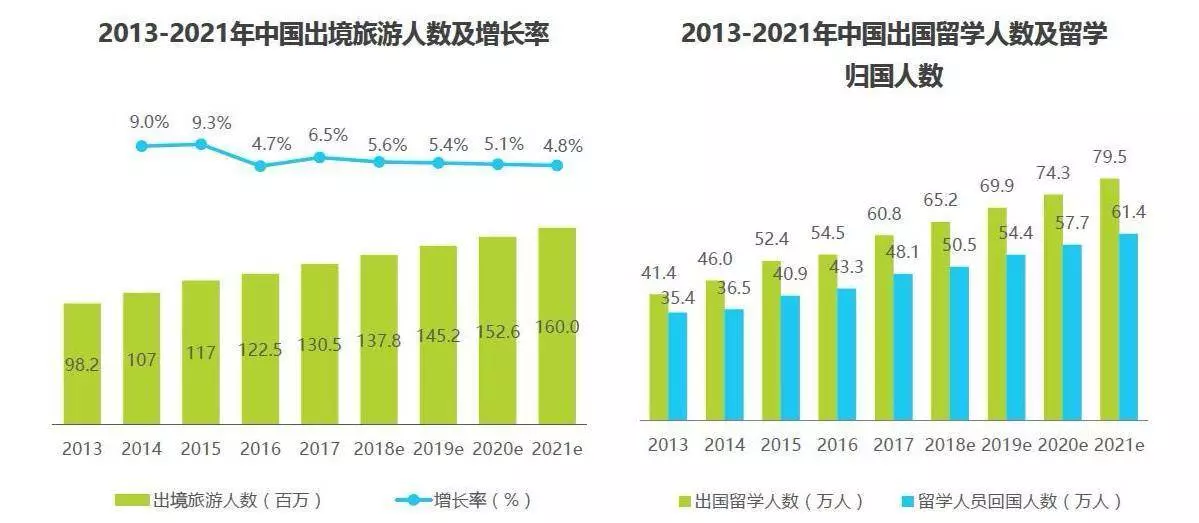 2013-2021年中国出境旅游人数及增长率
9.0% 9.3% 4.7% 6.5% 5.6% 5.4% 5.1% 4.8%
98.2 107 117 122.5 130.5 137.8 145.2 152.6 160.0
2013 2014 2015 2016 2017 2018e 2019e 2020e 2021e
出境旅游人数（百万） 增长率（%）
2013-2021年中国出国留学人数及留学
归国人数
41.4 46.0 52.4 54.5 60.8 65.2 69.9 74.3 79.5
35.4 36.5 40.9 43.3 48.1 50.5 54.4 57.7 61.4
2013 2014 2015 2016 2017 2018e 2019e 2020e 2021e
出国留学人数（万人） 留学人员回国人数（万人）